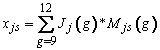 x_{js} = \sum_{g=9}^{12} J_j(g) * M_{js}(g)